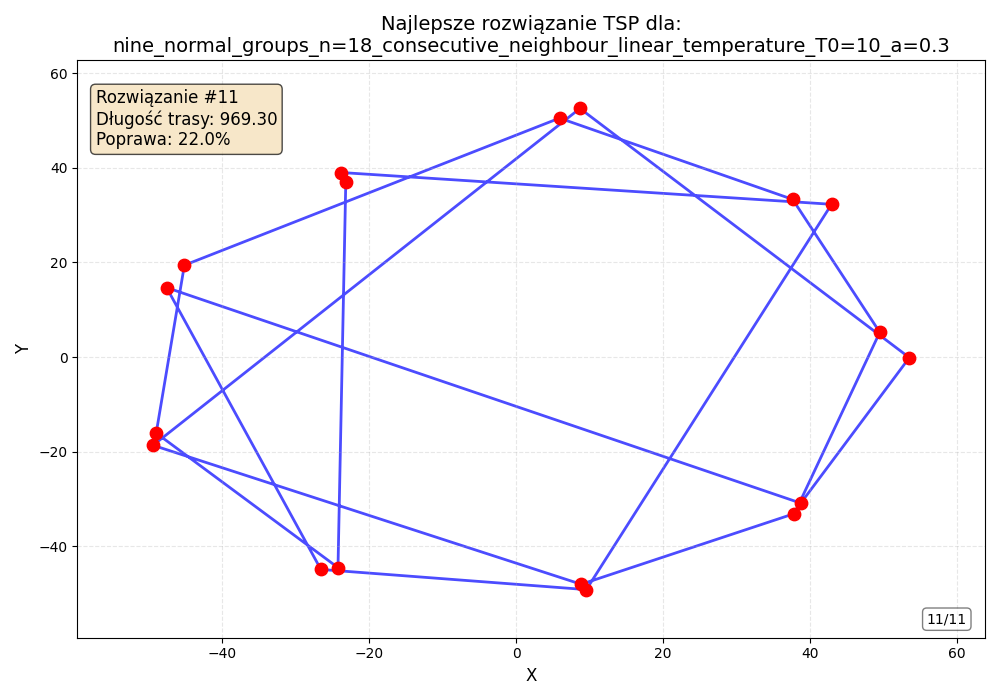 Najlepsze rozwiązanie TSP dla:
nine_normal_groups_n=18_consecutive_neighbour_linear_temperature_T0=10_a=0.3
Rozwiązanie #11
Długość trasy: 969.30
Poprawa: 22.0%
60
40
20
0
−20
−40
Y
−40
−20
0
20
40
60
X
11/11